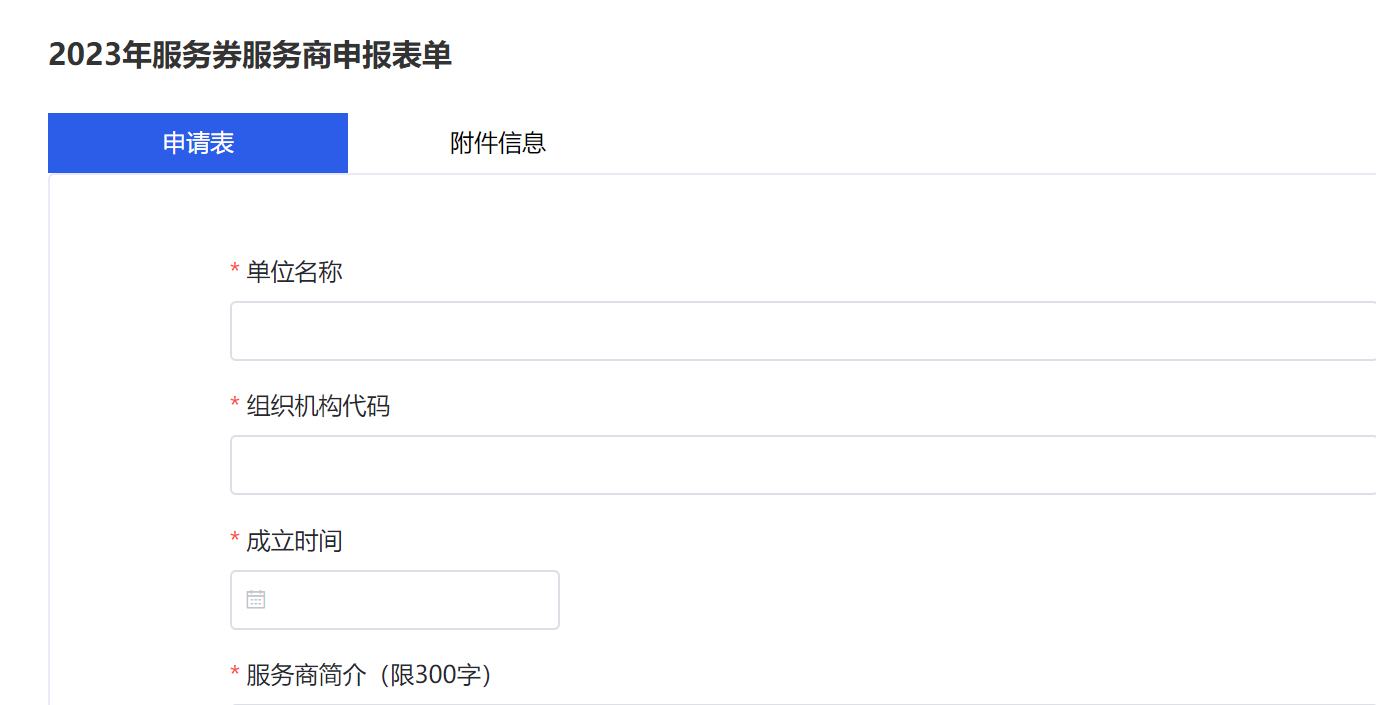 2023年服务券服务商申报表单
申请表 附件信息
* 单位名称
* 组织机构代码
* 成立时间
* 服务商简介（限300字）